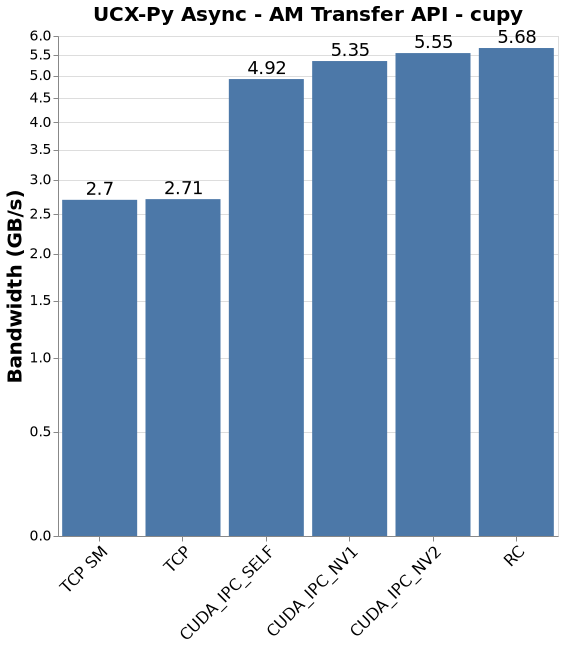 UCX-Py Async - AM Transfer API - cupy
Bandwidth (GB/s)
6.0
5.5
5.0
4.5
4.0
3.5
3.0
2.5
2.0
1.5
1.0
0.5
0.0
2.7
2.71
4.92
5.35
5.55
5.68
TCP SM
TCP
CUDA_IPC_SELF
CUDA_IPC_NV1
CUDA_IPC_NV2
RC